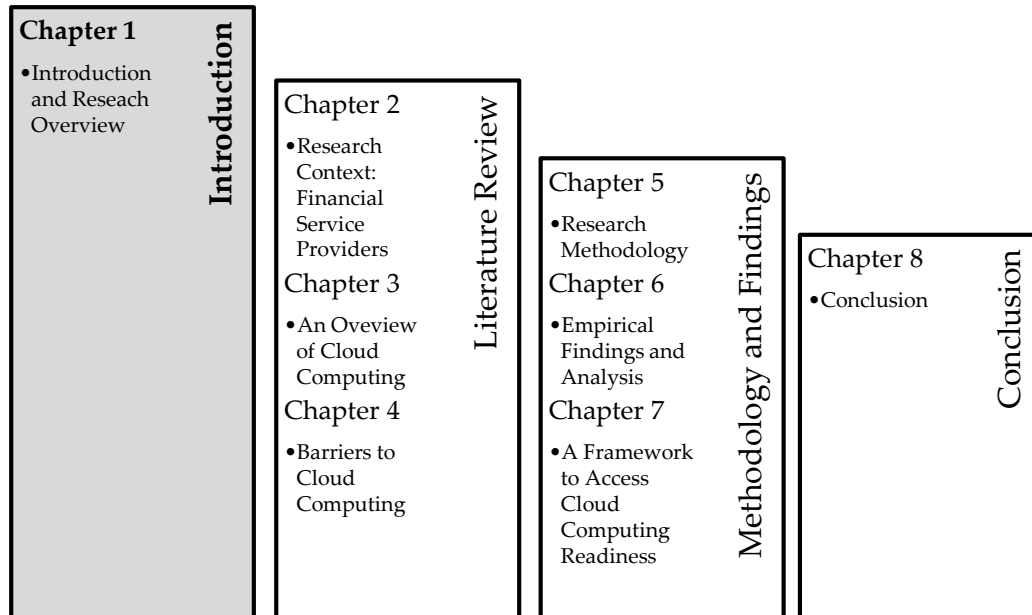 Chapter 1
•Introduction
and Reseach
Overview
Introduction
Chapter 2
•Research
Context:
Financial
Service
Providers
Chapter 3
•An Oveview
of Cloud
Computing
Chapter 4
•Barriers to
Cloud
Computing
Literature Review
Chapter 5
•Research
Methodology
Chapter 6
•Empirical
Findings and
Analysis
Chapter 7
•A Framework
to Access
Cloud
Computing
Readiness
Methodology and Findings
Chapter 8
•Conclusion
Conclusion